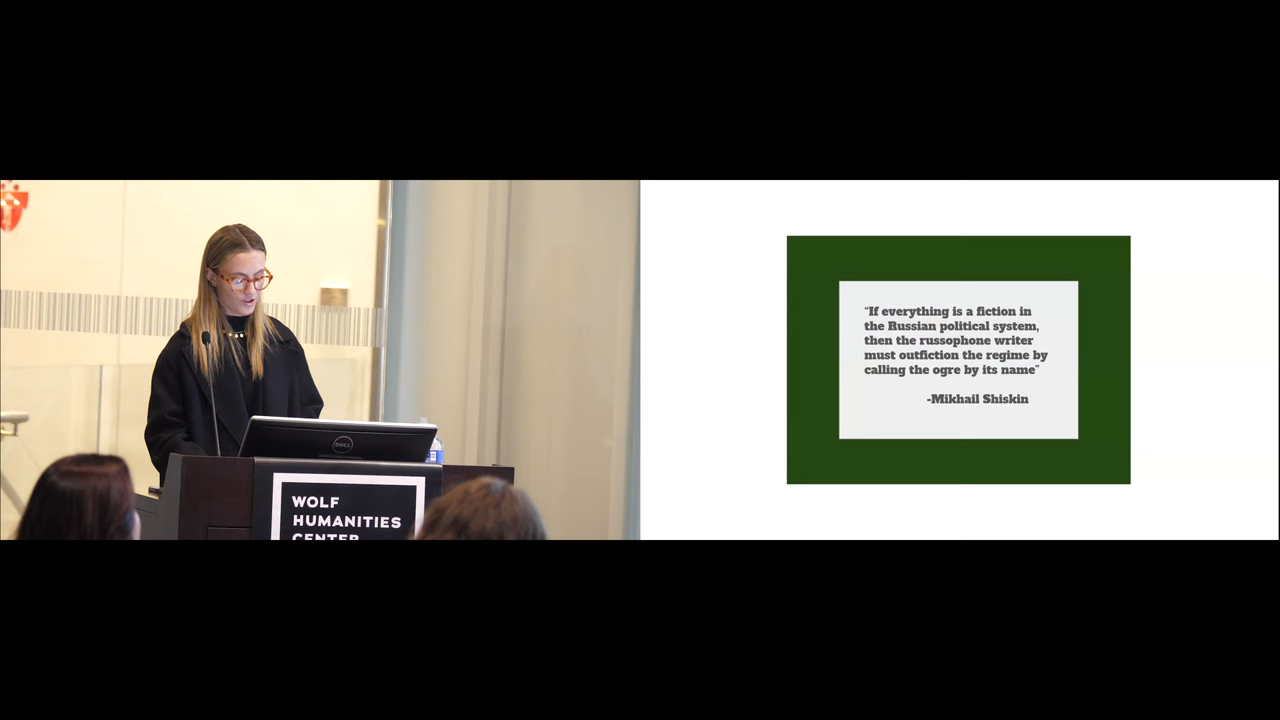 DELL
WOLF
HUMANITIES
CENTER
"If everything is a fiction in
the Russian political system,
then the russophone writer
must outfiction the regime by
calling the ogre by its name"
-Mikhail Shiskin